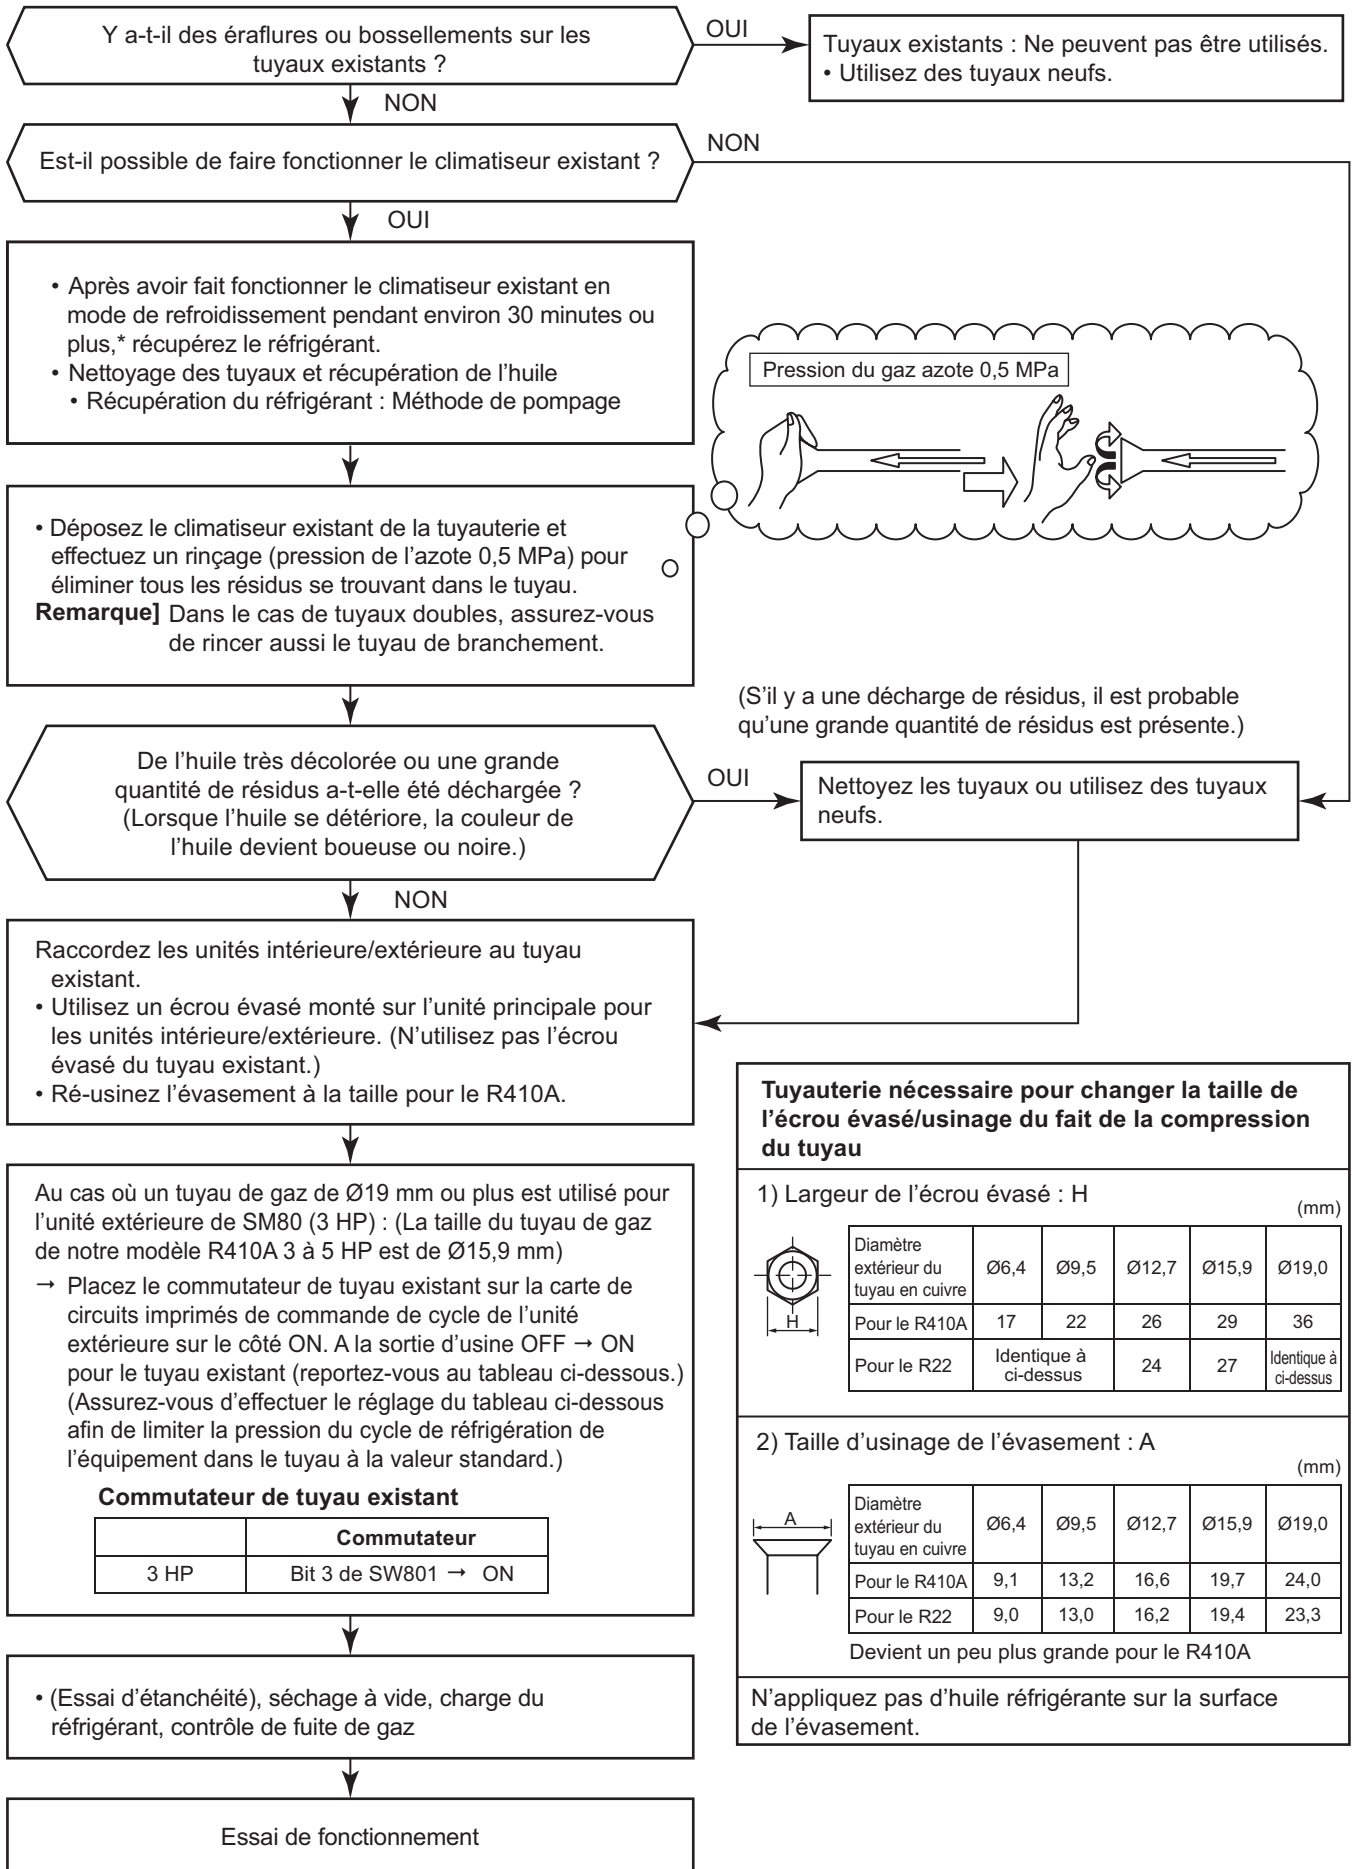 Y a-t-il des éraflures ou bossellements sur les
tuyaux existants ?
OUI
Tuyaux existants : Ne peuvent pas être utilisés.
• Utilisez des tuyaux neufs.
NON
Est-il possible de faire fonctionner le climatiseur existant ?
NON
OUI
• Après avoir fait fonctionner le climatiseur existant en
mode de refroidissement pendant environ 30 minutes ou
plus,* récupérez le réfrigérant.
• Nettoyage des tuyaux et récupération de l'huile
• Récupération du réfrigérant : Méthode de pompage
Pression du gaz azote 0,5 MPa
• Déposez le climatiseur existant de la tuyauterie et
effectuez un rinçage (pression de l'azote 0,5 MPa) pour
éliminer tous les résidus se trouvant dans le tuyau.
Remarque] Dans le cas de tuyaux doubles, assurez-vous
de rincer aussi le tuyau de branchement.
(S'il y a une décharge de résidus, il est probable
qu'une grande quantité de résidus est présente.)
De l'huile très décolorée ou une grande
quantité de résidus a-t-elle été déchargée ?
(Lorsque l'huile se détériore, la couleur de
l'huile devient boueuse ou noire.)
OUI
Nettoyez les tuyaux ou utilisez des tuyaux
neufs.
NON
Raccordez les unités intérieure/extérieure au tuyau
existant.
• Utilisez un écrou évasé monté sur l'unité principale pour
les unités intérieure/extérieure. (N'utilisez pas l'écrou
évasé du tuyau existant.)
• Ré-usinez l'évasement à la taille pour le R410A.
Au cas où un tuyau de gaz de Ø19 mm ou plus est utilisé pour
l'unité extérieure de SM80 (3 HP) : (La taille du tuyau de gaz
de notre modèle R410A 3 à 5 HP est de Ø15,9 mm)
→ Placez le commutateur de tuyau existant sur la carte de
circuits imprimés de commande de cycle de l'unité
extérieure sur le côté ON. A la sortie d'usine OFF → ON
pour le tuyau existant (reportez-vous au tableau ci-dessous.)
(Assurez-vous d'effectuer le réglage du tableau ci-dessous
afin de limiter la pression du cycle de réfrigération de
l'équipement dans le tuyau à la valeur standard.)
Commutateur de tuyau existant
Commutateur
3 HP Bit 3 de SW801 → ON
• (Essai d'étanchéité), séchage à vide, charge du
réfrigérant, contrôle de fuite de gaz
Essai de fonctionnement
Tuyauterie nécessaire pour changer la taille de
l'écrou évasé/usinage du fait de la compression
du tuyau
1) Largeur de l'écrou évasé : H
(mm)
H
Diamètre
extérieur du
tuyau en cuivre
Ø6,4 Ø9,5 Ø12,7 Ø15,9 Ø19,0
Pour le R410A 17 22 26 29 36
Pour le R22 Identique à
ci-dessus
24 27 Identique à
ci-dessus
2) Taille d'usinage de l'évasement : A
(mm)
A
Diamètre
extérieur du
tuyau en cuivre
Ø6,4 Ø9,5 Ø12,7 Ø15,9 Ø19,0
Pour le R410A 9,1 13,2 16,6 19,7 24,0
Pour le R22 9,0 13,0 16,2 19,4 23,3
Devient un peu plus grande pour le R410A
N'appliquez pas d'huile réfrigérante sur la surface
de l'évasement.